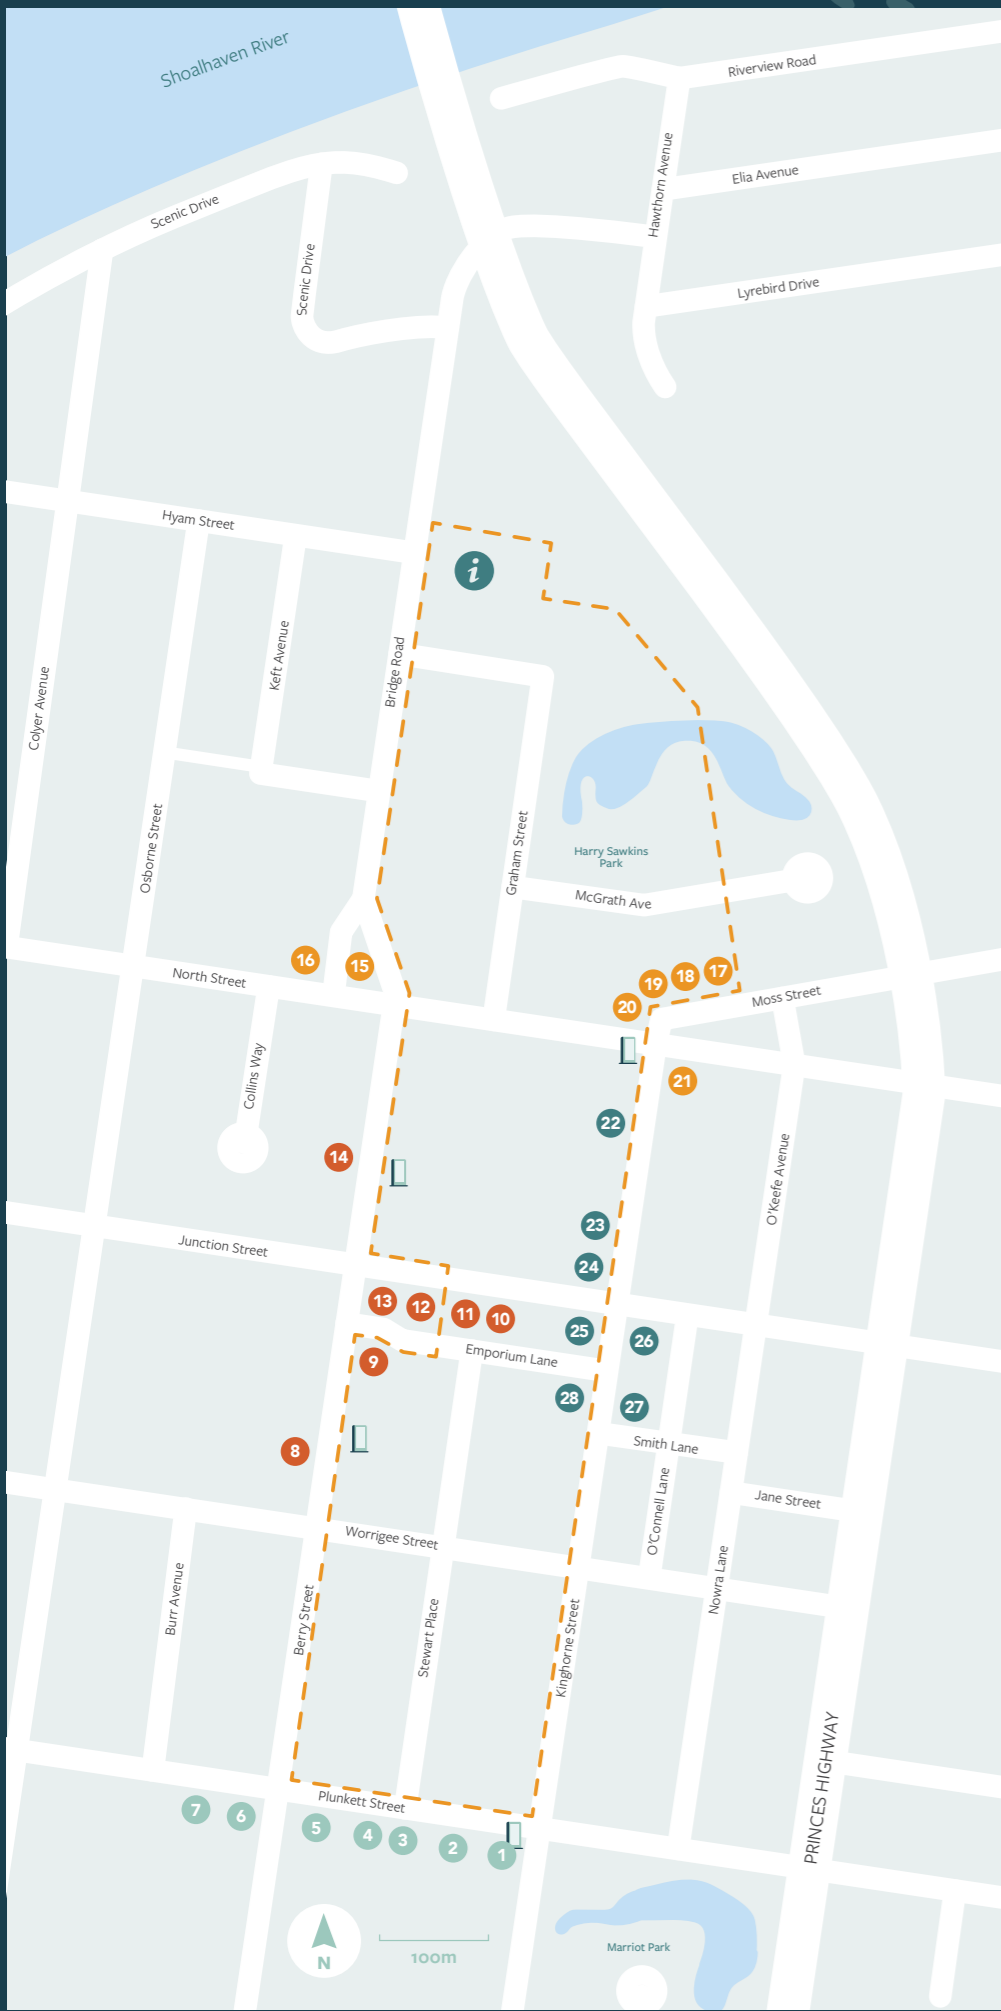 Shoalhaven River
Riverview Road
Hawthorn Avenue
Elia Avenue
Scenic Drive
Scenic Drive
Lyrebird Drive
Hyam Street
i
Keft Avenue
Bridge Road
Colyer Avenue
Osborne Street
Graham Street
Harry Sawkins
Park
McGrath Ave
16
15
North Street
20
19
18
17
Moss Street
Collins Way
21
22
14
O'Keefe Avenue
23
Junction Street
24
13
12
11
10
25
26
Emporium Lane
9
28
27
8
Smith Lane
O'Connell Lane
Jane Street
Worrigee Street
Burr Avenue
Berry Street
Stewart Place
Kinghorne Street
Nowra Lane
PRINCES HIGHWAY
Plunkett Street
7
6
5
4
3
2
1
N
100m
Marriot Park